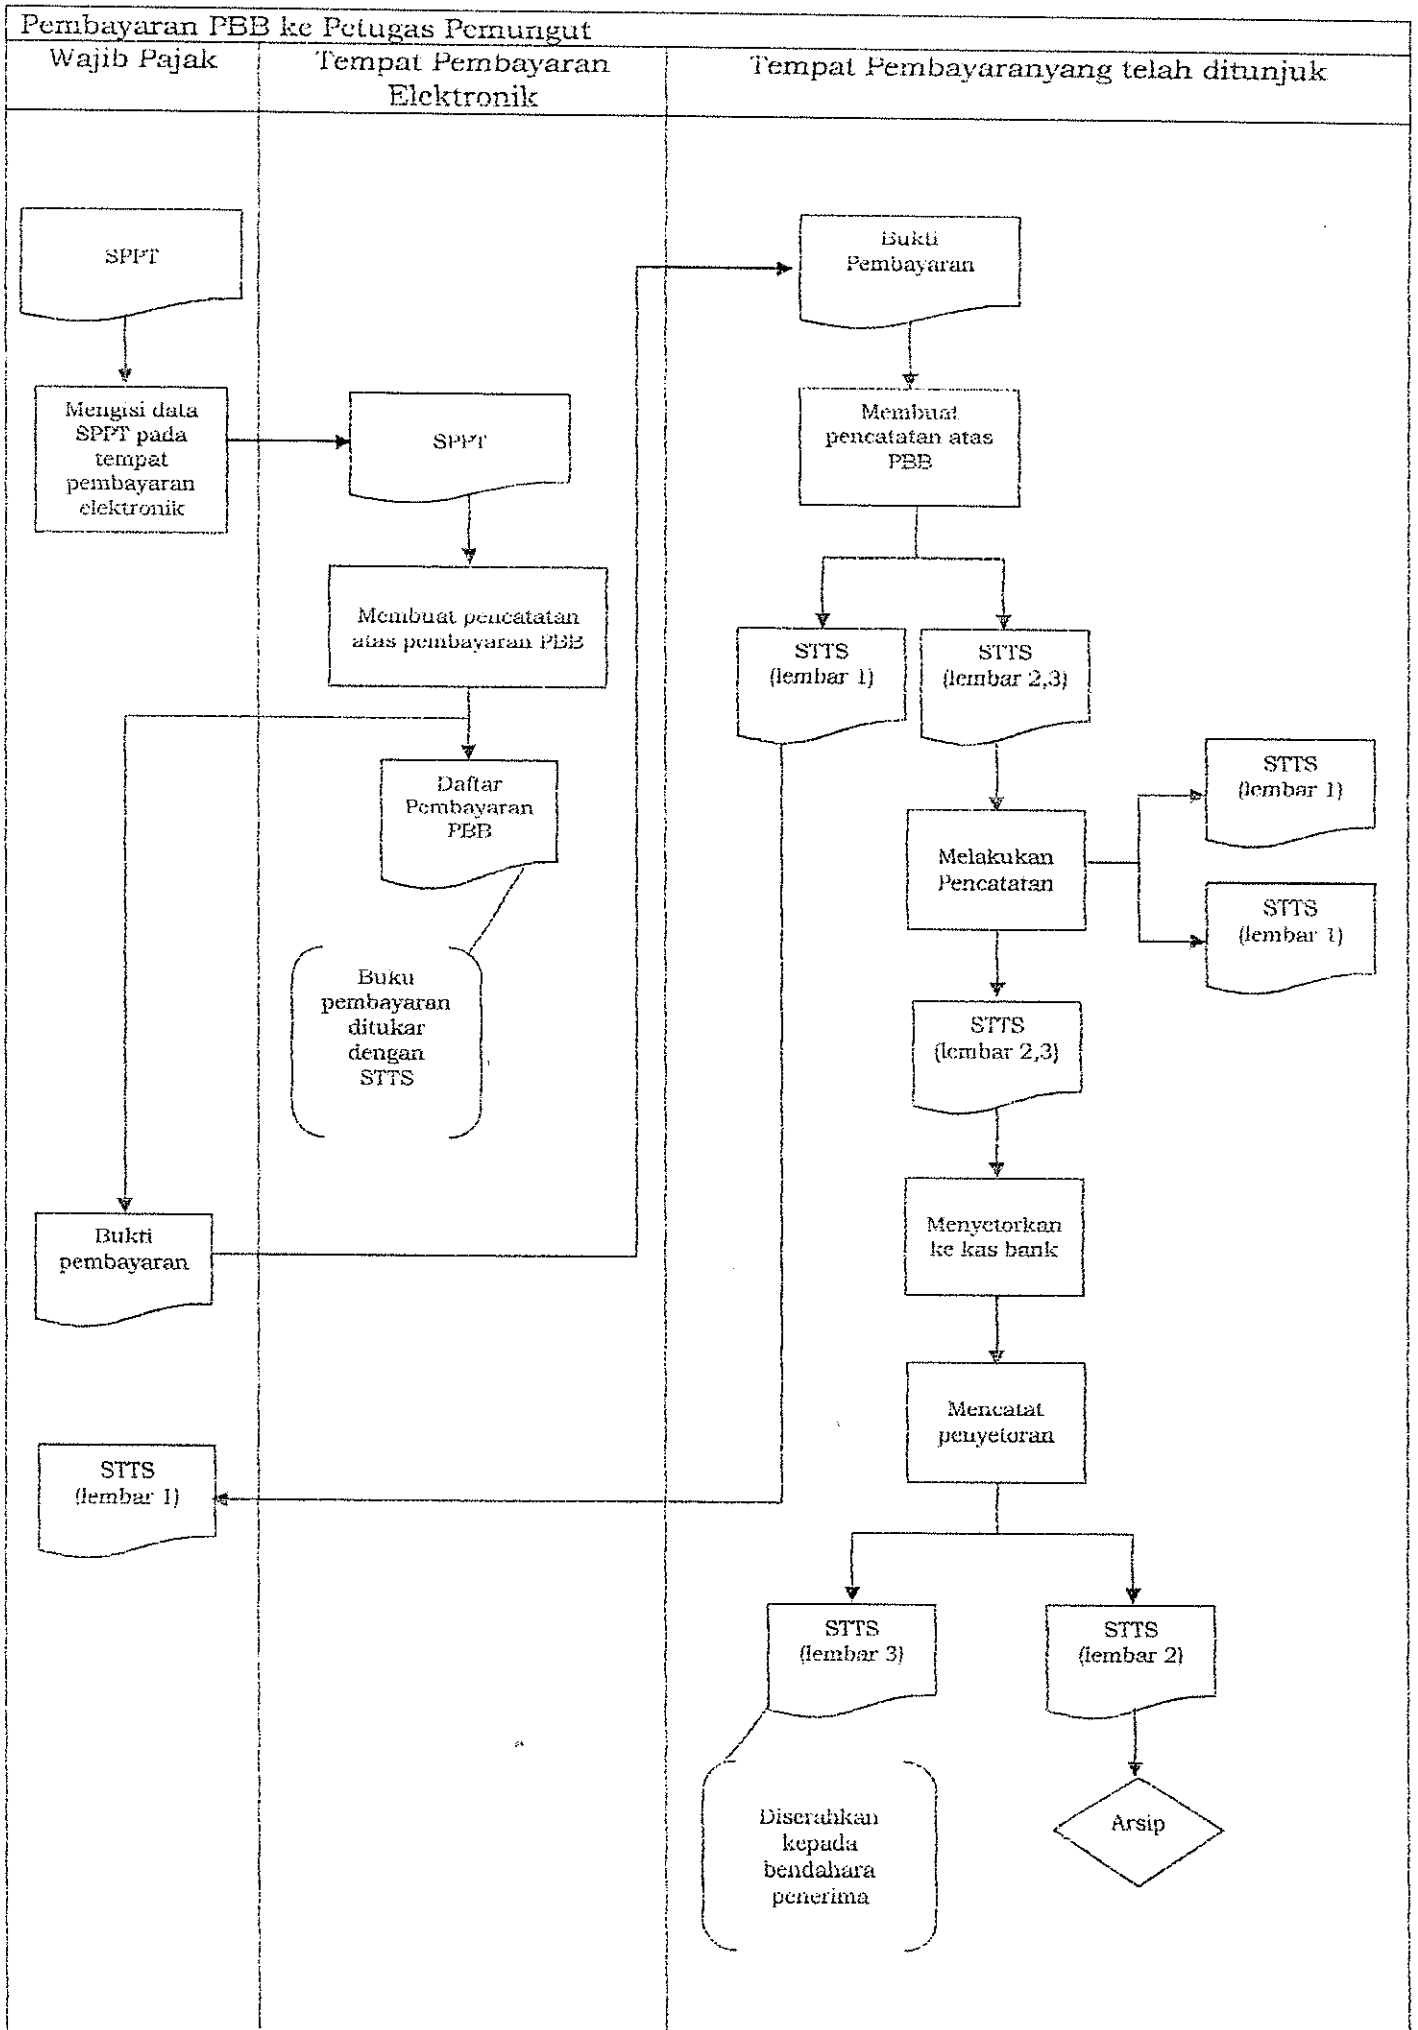 Pembayaran PBB ke Petugas Pemungut
Wajib Pajak
Tempat Pembayaran
Elektronik
Tempat Pembayaranyang telah ditunjuk
SPPT
Mengisi data
SPPT pada
tempat
pembayaran
elektronik
SPPT
Membuat pencatatan
atas pembayaran PBB
Daftar
Pembayaran
PBB
Buku
pembayaran
ditukar
dengan
STTS
Bukti
pembayaran
STTS
(lembar 1)
Bukti
Pembayaran
Membuat
pencatatan atas
PBB
STTS
(lembar 1)
STTS
(lembar 2,3)
Melakukan
Pencatatan
STTS
(lembar 1)
STTS
(lembar 1)
STTS
(lembar 2,3)
Menyetorkan
ke kas bank
Mencatat
penyetoran
STTS
(lembar 3)
STTS
(lembar 2)
Diserahkan
kepada
bendahara
penerima
Arsip